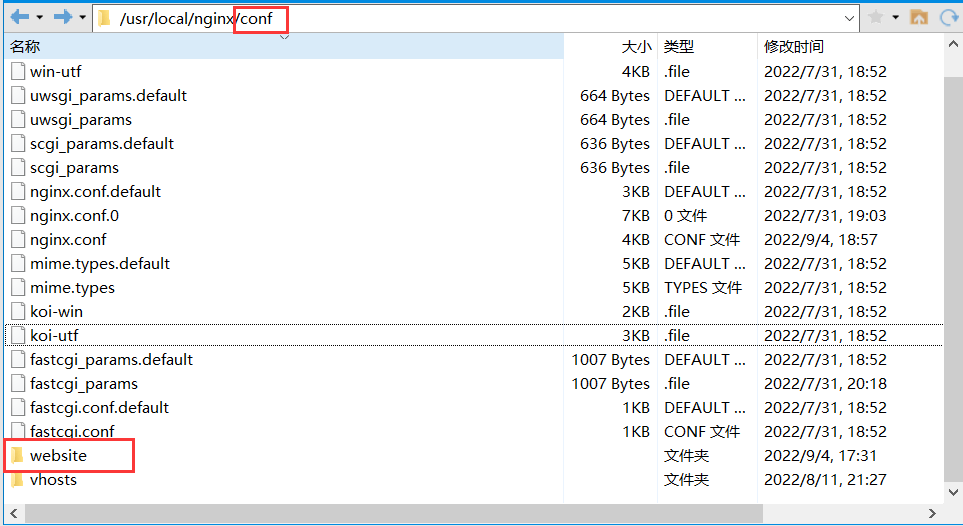 /usr/local/nginx/conf
名称 大小 类型 修改时间
win-utf 4KB .file 2022/7/31, 18:52
uwsgi_params.default 664 Bytes DEFAULT ... 2022/7/31, 18:52
uwsgi_params 664 Bytes .file 2022/7/31, 18:52
scgi_params.default 636 Bytes DEFAULT ... 2022/7/31, 18:52
scgi_params 636 Bytes .file 2022/7/31, 18:52
nginx.conf.default 3KB DEFAULT ... 2022/7/31, 18:52
nginx.conf.0 7KB 0 文件 2022/7/31, 19:03
nginx.conf 4KB CONF 文件 2022/9/4, 18:57
mime.types.default 5KB DEFAULT ... 2022/7/31, 18:52
mime.types 5KB TYPES 文件 2022/7/31, 18:52
koi-win 2KB .file 2022/7/31, 18:52
koi-utf 3KB .file 2022/7/31, 18:52
fastcgi_params.default 1007 Bytes DEFAULT ... 2022/7/31, 18:52
fastcgi_params 1007 Bytes .file 2022/7/31, 20:18
fastcgi.conf.default 1KB DEFAULT ... 2022/7/31, 18:52
fastcgi.conf 1KB CONF 文件 2022/7/31, 18:52
website 文件夹 2022/9/4, 17:31
vhosts 文件夹 2022/8/11, 21:27